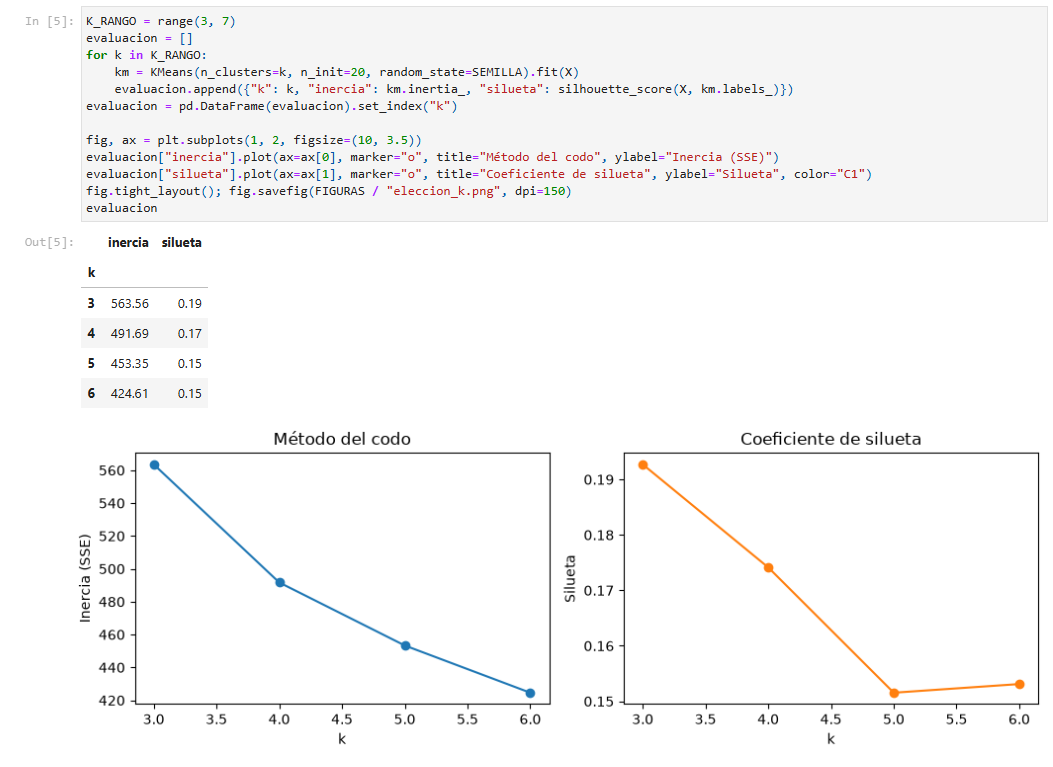 In [5]: K_RANGO = range(3, 7)
evaluacion = []
for k in K_RANGO:
    km = KMeans(n_clusters=k, n_init=20, random_state=SEMILLA).fit(X)
    evaluacion.append({"k": k, "inercia": km.inertia_, "silueta": silhouette_score(X, km.labels_)})
evaluacion = pd.DataFrame(evaluacion).set_index("k")

fig, ax = plt.subplots(1, 2, figsize=(10, 3.5))
evaluacion["inercia"].plot(ax=ax[0], marker="o", title="Método del codo", ylabel="Inercia (SSE)")
evaluacion["silueta"].plot(ax=ax[1], marker="o", title="Coeficiente de silueta", ylabel="Silueta", color="C1")
fig.tight_layout(); fig.savefig(FIGURAS / "eleccion_k.png", dpi=150)
evaluacion
Out[5]: inercia silueta
k
3 563.56 0.19
4 491.69 0.17
5 453.35 0.15
6 424.61 0.15
Método del codo
Inercia (SSE)
560
540
520
500
480
460
440
420
3.0 3.5 4.0 4.5 5.0 5.5 6.0
k
Coeficiente de silueta
Silueta
0.19
0.18
0.17
0.16
0.15
3.0 3.5 4.0 4.5 5.0 5.5 6.0
k